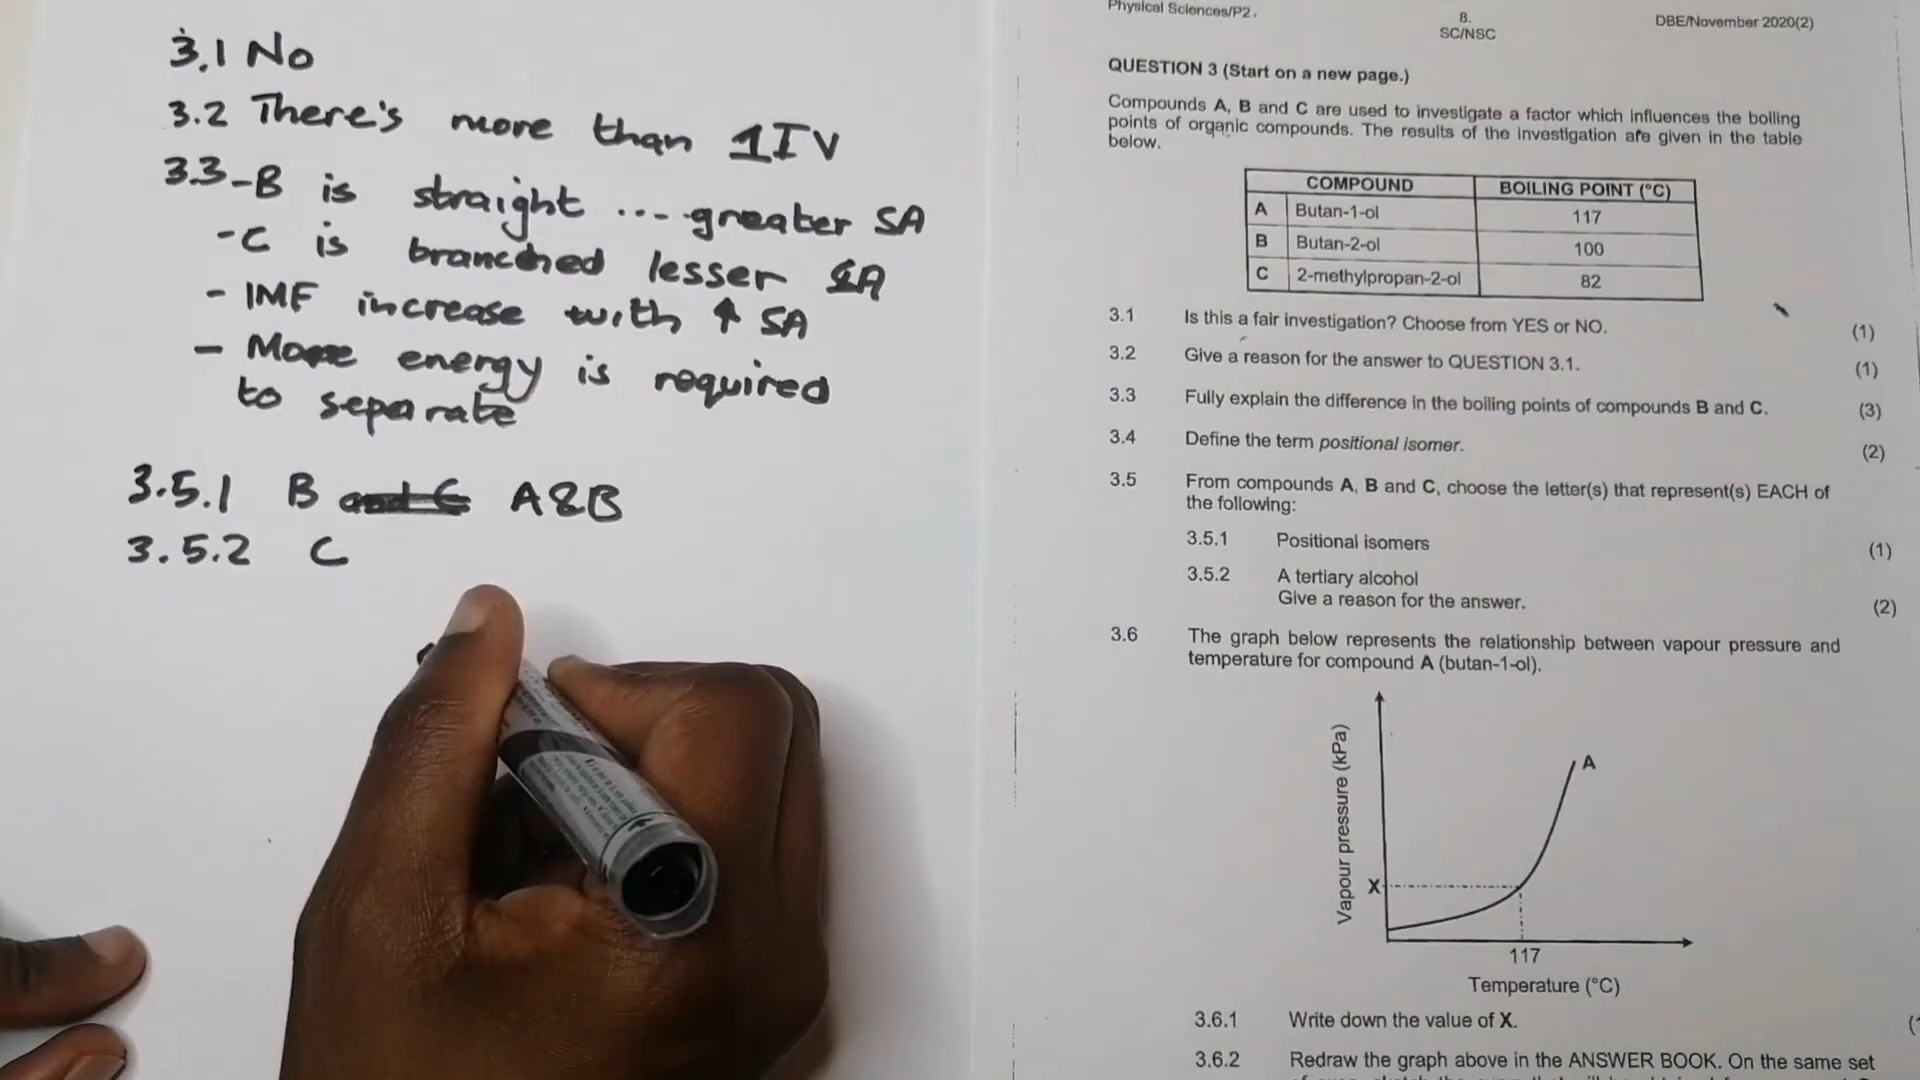 3.1 No
3.2 There's more than 1IV
3.3 - B is straight .... greater SA
- C is branched lesser SA
- IMF increase with ↑ SA
- More energy is required
to separate
3.5.1 B and C A&B
3.5.2 C
Physical Sciences/P2
8.
SC/NSC
DBE/November 2020(2)
QUESTION 3 (Start on a new page.)
Compounds A, B and C are used to investigate a factor which influences the boiling
points of organic compounds. The results of the investigation are given in the table
below.
COMPOUND BOILING POINT (°C)
A Butan-1-ol 117
B Butan-2-ol 100
C 2-methylpropan-2-ol 82
3.1 Is this a fair investigation? Choose from YES or NO. (1)
3.2 Give a reason for the answer to QUESTION 3.1. (1)
3.3 Fully explain the difference in the boiling points of compounds B and C. (3)
3.4 Define the term positional isomer. (2)
3.5 From compounds A, B and C, choose the letter(s) that represent(s) EACH of
the following:
3.5.1 Positional isomers (1)
3.5.2 A tertiary alcohol
Give a reason for the answer. (2)
3.6 The graph below represents the relationship between vapour pressure and
temperature for compound A (butan-1-ol).
Vapour pressure (kPa)
A
X
117
Temperature (°C)
3.6.1 Write down the value of X.
3.6.2 Redraw the graph above in the ANSWER BOOK. On the same set